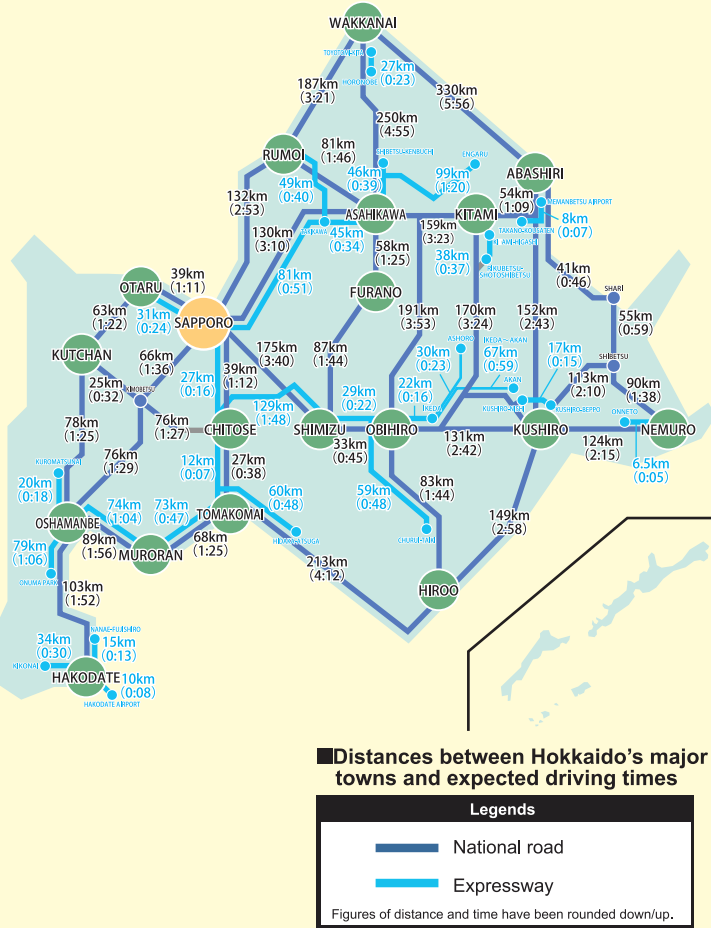 WAKKANAI
TOYOTOMI-KITA
27km
(0:23)
HORONOBE
187km
(3:21)
330km
(5:56)
250km
(4:55)
81km
(1:46)
SHIBETSU-KENBUCHI
ENGARU
RUMOI
46km
(0:39)
99km
(1:20)
ABASHIRI
49km
(0:40)
54km
(1:09)
MEMANBETSU AIRPORT
132km
(2:53)
ASAHIKAWA
KITAMI
8km
(0:07)
TAKIKAWA
45km
(0:34)
159km
(3:23)
TAKANO-KOUSATEN
130km
(3:10)
KITAMI-HIGASHI
58km
(1:25)
38km
(0:37)
RIKUBETSU-
SHOTOSHIBETSU
39km
(1:11)
81km
(0:51)
41km
(0:46)
OTARU
FURANO
SHARI
31km
(0:24)
SAPPORO
63km
(1:22)
191km
(3:53)
170km
(3:24)
152km
(2:43)
55km
(0:59)
KUTCHAN
66km
(1:36)
175km
(3:40)
87km
(1:44)
ASHORO
IKEDA～AKAN
67km
(0:59)
17km
(0:15)
30km
(0:23)
SHIBETSU
25km
(0:32)
27km
(0:16)
39km
(1:12)
AKAN
113km
(2:10)
90km
(1:38)
KIMOBETSU
129km
(1:48)
29km
(0:22)
22km
(0:16)
IKEDA
KUSHIRO-NISHI
KUSHIRO-BEPPO
ONNETO
78km
(1:25)
76km
(1:27)
CHITOSE
SHIMIZU
OBIHIRO
KUSHIRO
NEMURO
33km
(0:45)
131km
(2:42)
124km
(2:15)
76km
(1:29)
KUROMATSUNAI
12km
(0:07)
27km
(0:38)
6.5km
(0:05)
20km
(0:18)
74km
(1:04)
73km
(0:47)
60km
(0:48)
59km
(0:48)
83km
(1:44)
OSHAMANBE
TOMAKOMAI
149km
(2:58)
HIDAKA-ATSUGA
CHURUI-TAIKI
79km
(1:06)
89km
(1:56)
MURORAN
68km
(1:25)
ONUMA PARK
213km
(4:12)
103km
(1:52)
HIROO
34km
(0:30)
NANAE-FUJISHIRO
15km
(0:13)
KIKONAI
HAKODATE
10km
(0:08)
HAKODATE AIRPORT
■Distances between Hokkaido's major
towns and expected driving times
Legends
National road
Expressway
Figures of distance and time have been rounded down/up.